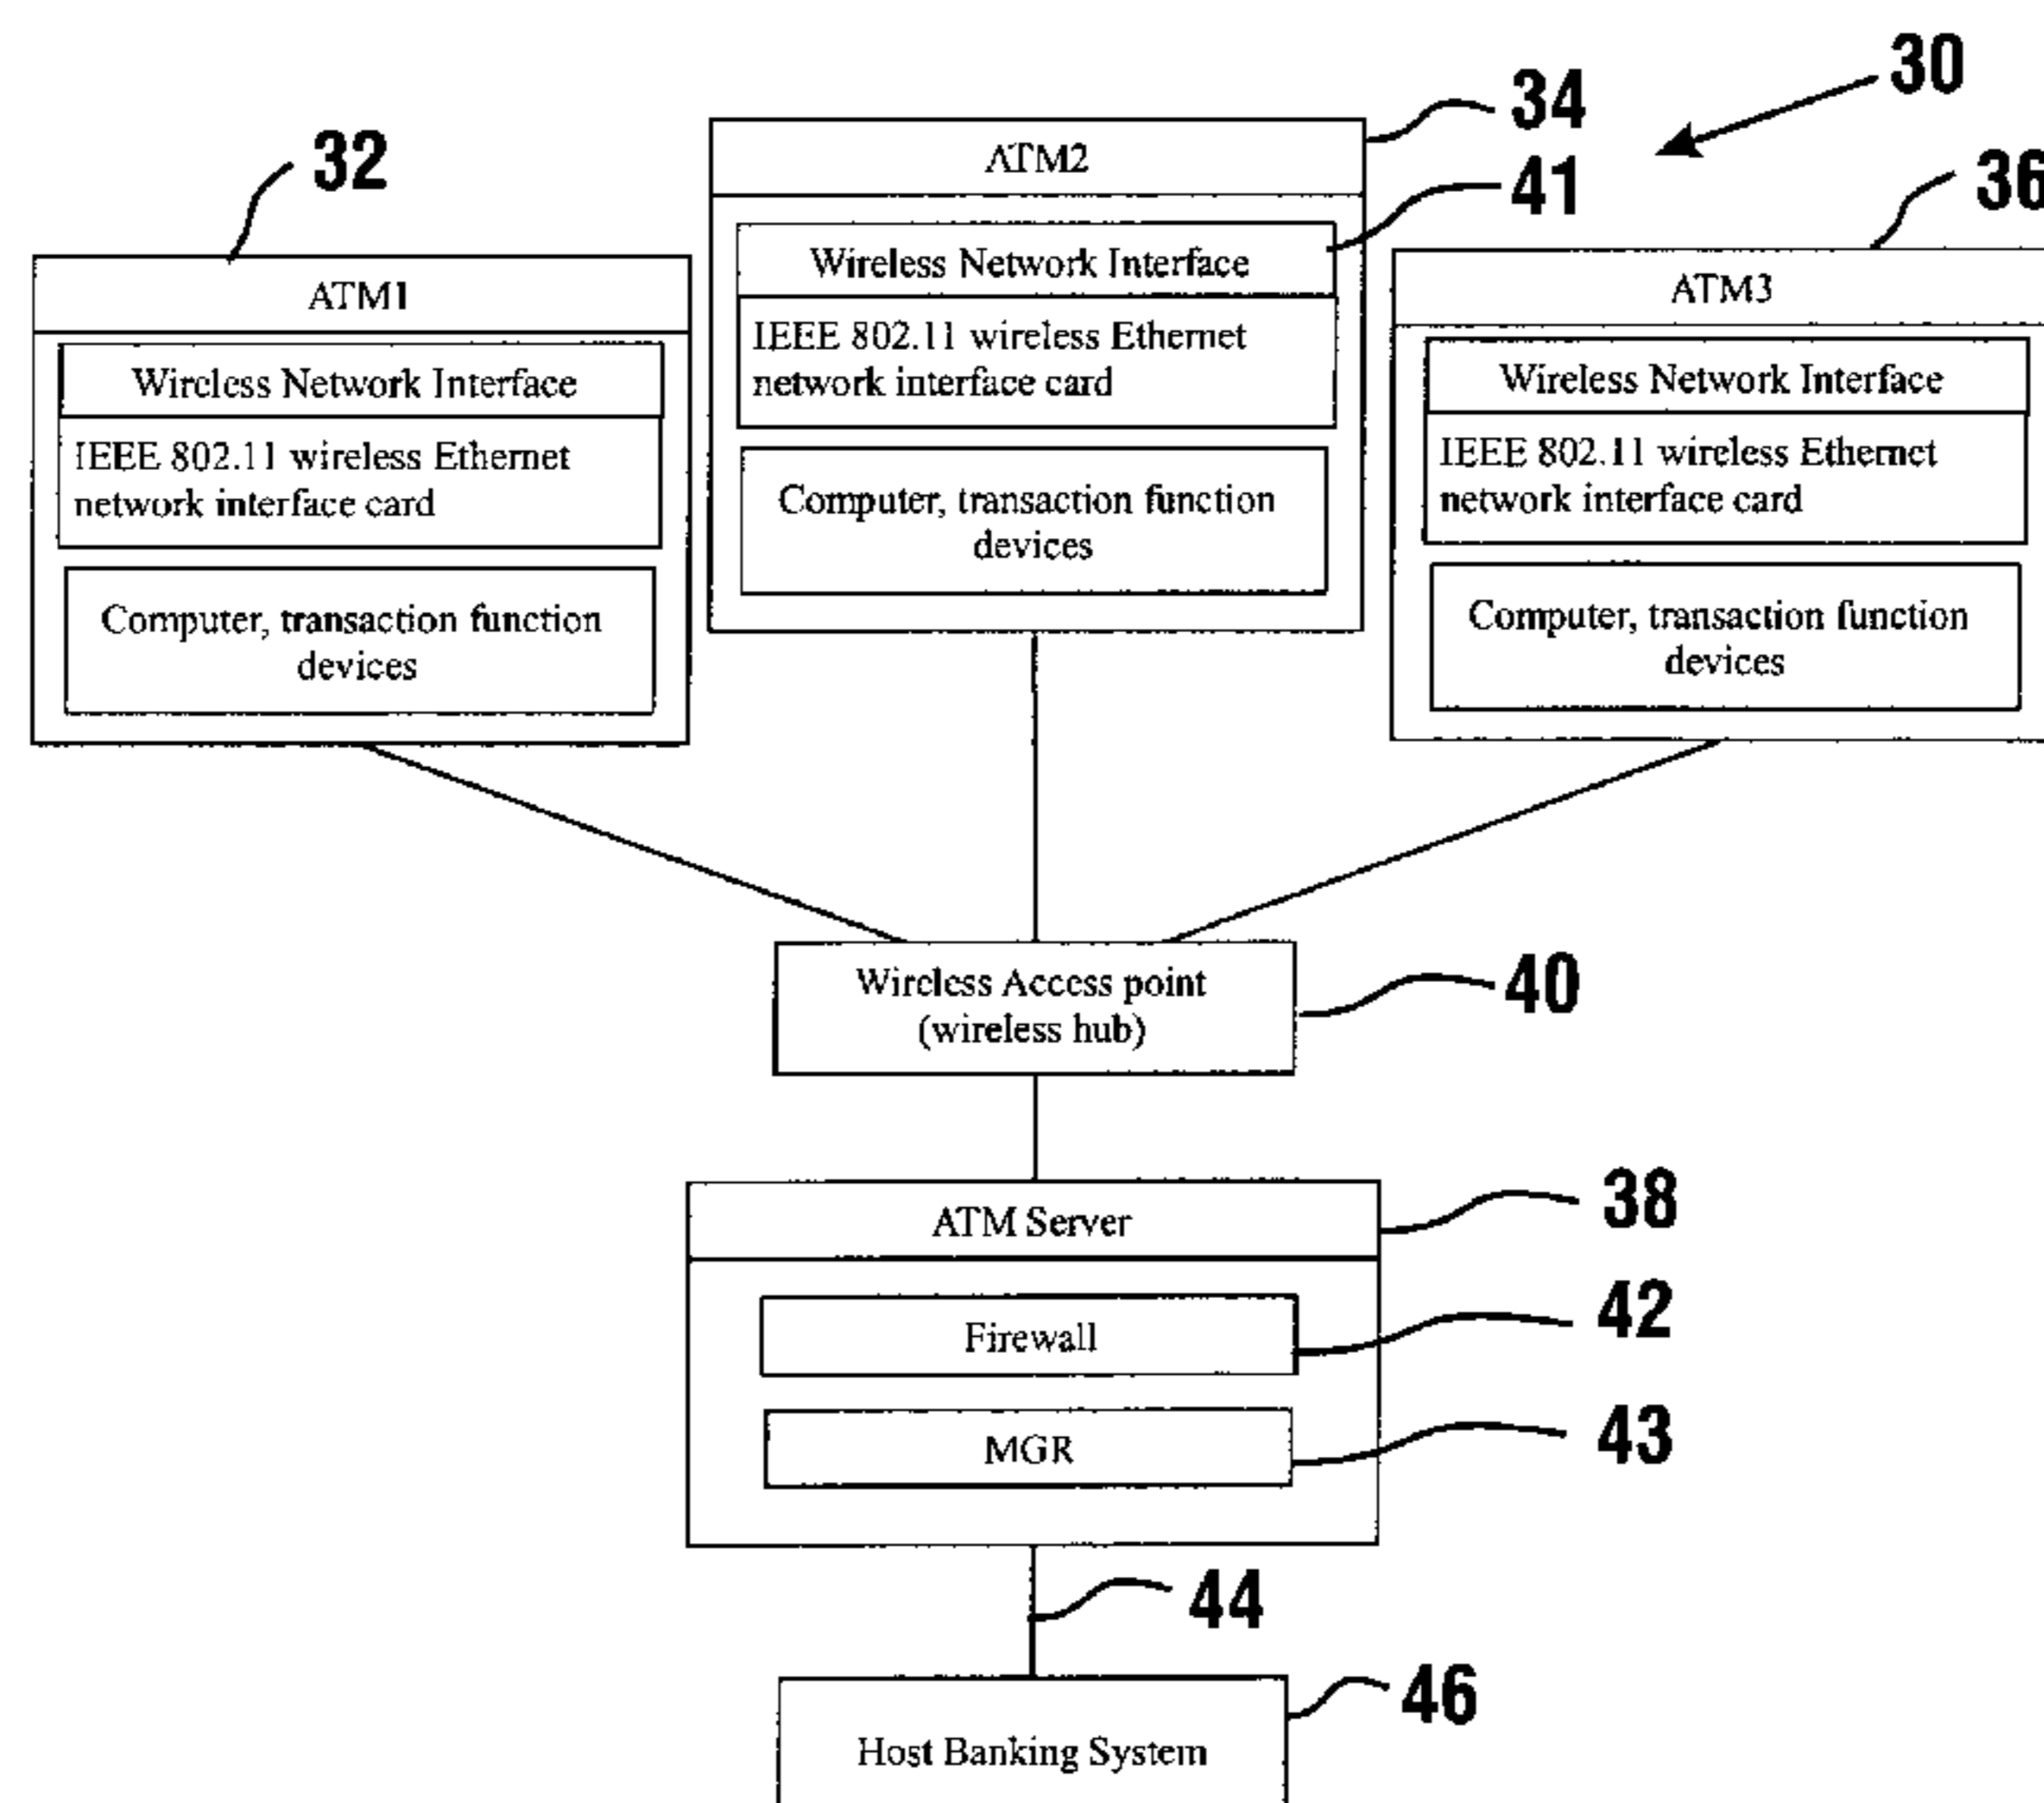 30
34
32
ATM2
41
36
Wireless Network Interface
ATM1
ATM3
IEEE 802.11 wireless Ethernet
network interface card
Wireless Network Interface
Wireless Network Interface
IEEE 802.11 wireless Ethernet
network interface card
Computer, transaction function
devices
IEEE 802.11 wireless Ethernet
network interface card
Computer, transaction function
devices
Computer, transaction function
devices
Wireless Access point
(wireless hub)
40
ATM Server
38
Firewall
42
MGR
43
44
46
Host Banking System